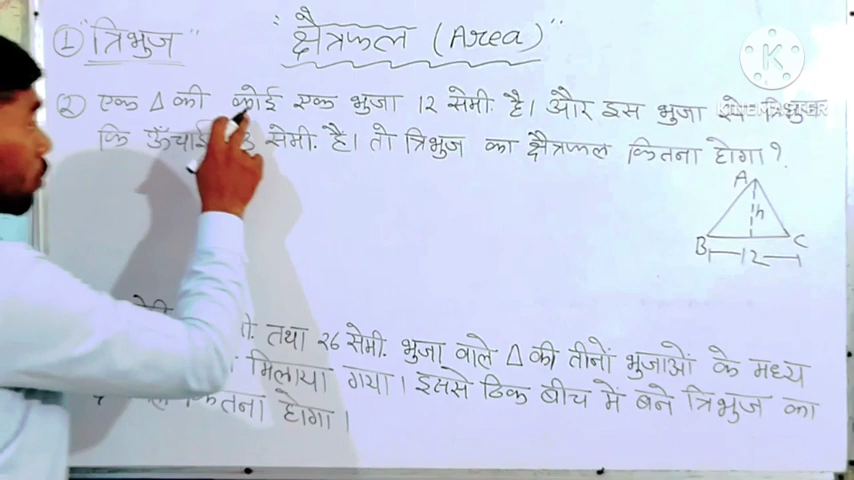 ① "त्रिभुज" "क्षैत्रफल (Area)"
② एक Δ की कोई एक भुजा 12 सेमी. है। और इस भुजा
कि ऊँचाई सेमी. है। तो त्रिभुज का क्षैत्रफल कितना होगा?
A
h
B C
12
तथा 26 सेमी. भुजा वाले Δ की तीनों भुजाओं के मध्य
मिलाया गया। इससे ठिक बीच में बने त्रिभुज का
कितना होगा।
K
KINEMASTER